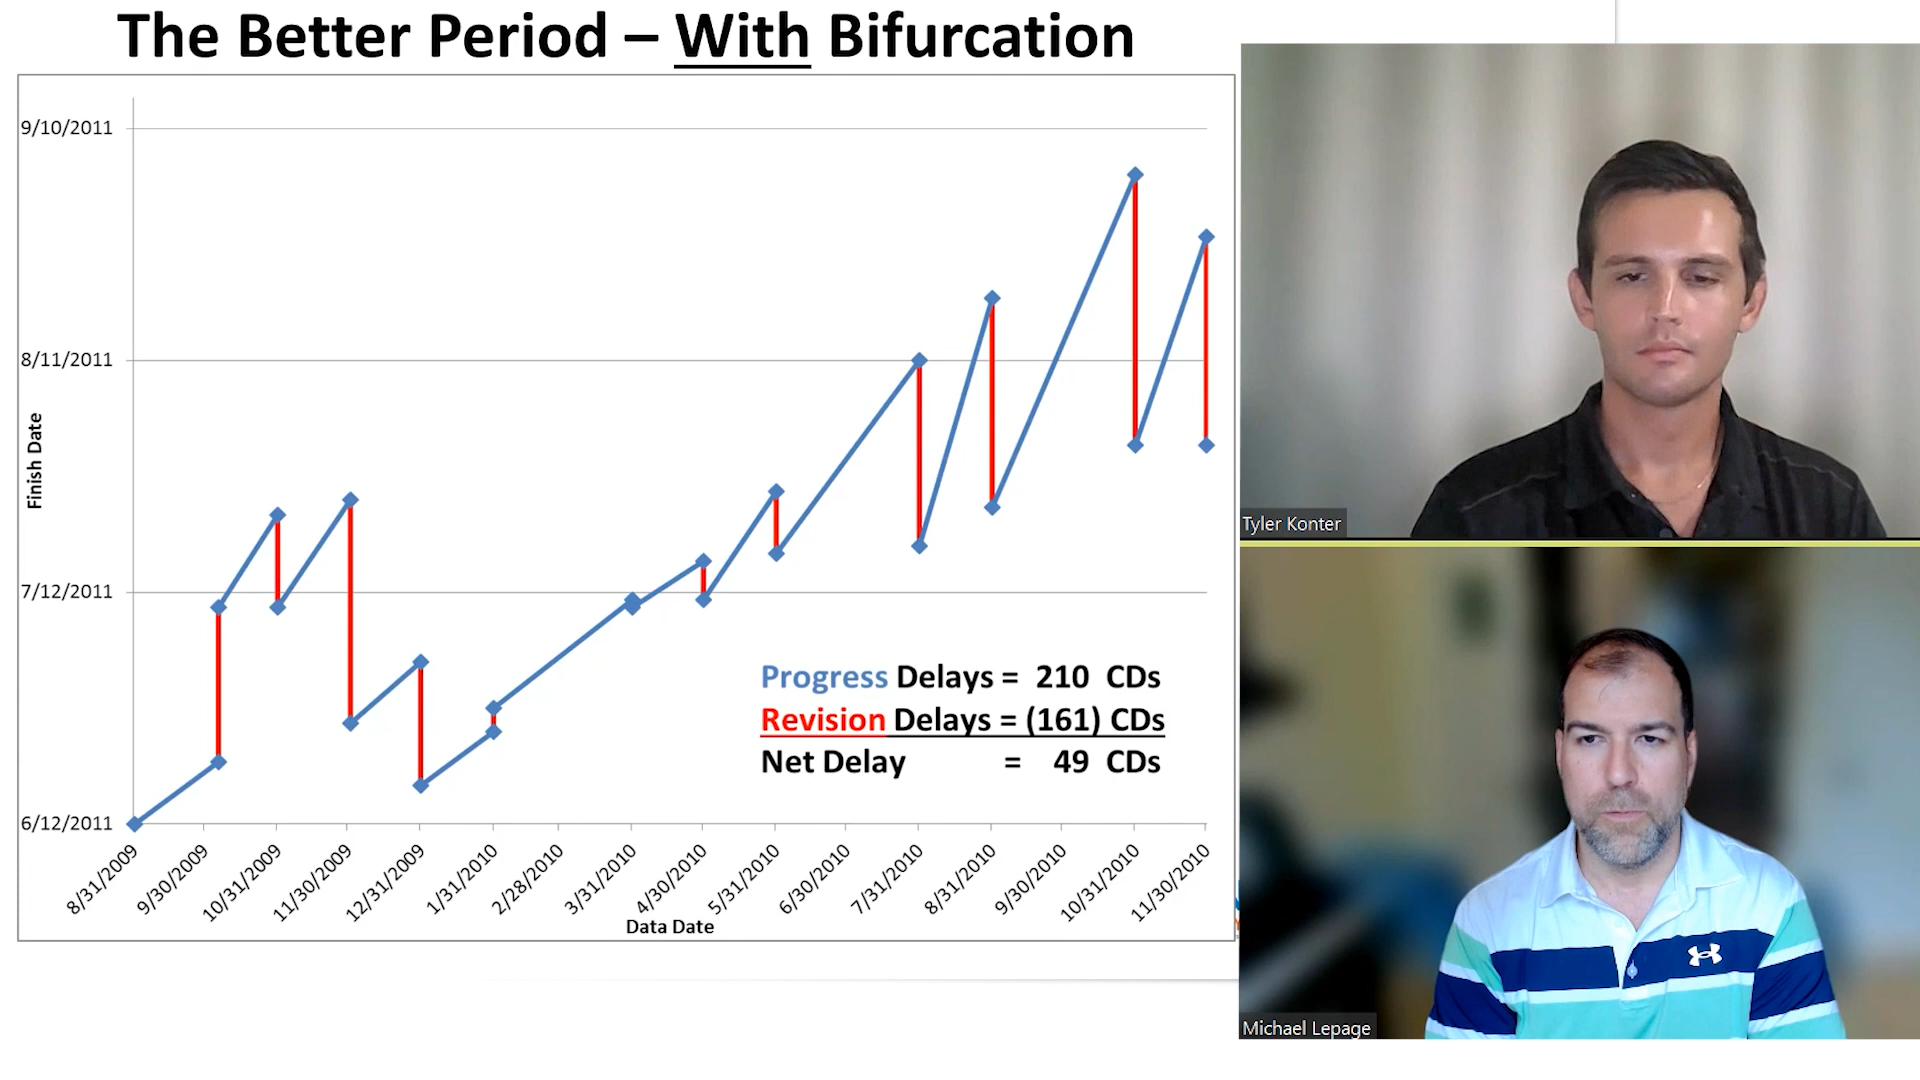 The Better Period – With Bifurcation
9/10/2011
8/11/2011
7/12/2011
6/12/2011
Finish Date
Progress Delays = 210 CDs
Revision Delays = (161) CDs
Net Delay = 49 CDs
8/31/2009
9/30/2009
10/31/2009
11/30/2009
12/31/2009
1/31/2010
2/28/2010
3/31/2010
4/30/2010
5/31/2010
6/30/2010
7/31/2010
8/31/2010
9/30/2010
10/31/2010
11/30/2010
Data Date
Tyler Konter
Michael Lepage